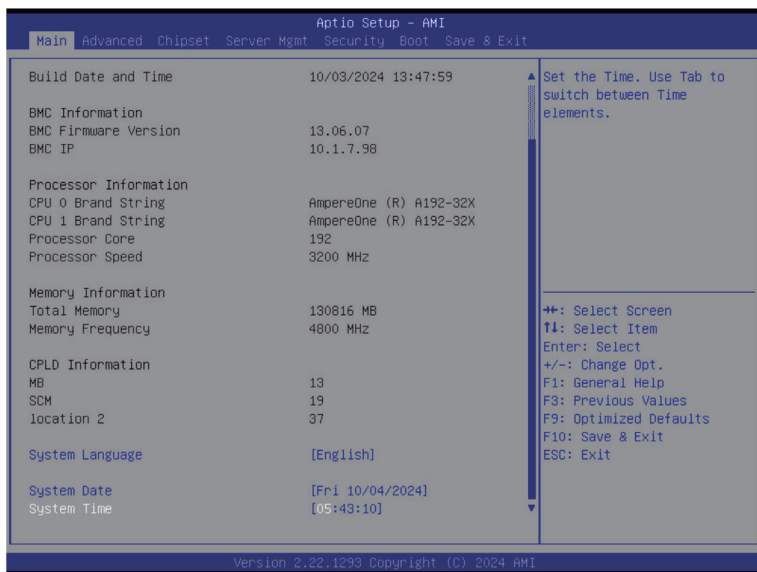 Aptio Setup – AMI
Main Advanced Chipset Server Mgmt Security Boot Save & Exit
Build Date and Time 10/03/2024 13:47:59
BMC Information
BMC Firmware Version 13.06.07
BMC IP 10.1.7.98
Processor Information
CPU 0 Brand String AmpereOne (R) A192-32X
CPU 1 Brand String AmpereOne (R) A192-32X
Processor Core 192
Processor Speed 3200 MHz
Memory Information
Total Memory 130816 MB
Memory Frequency 4800 MHz
CPLD Information
MB 13
SCM 19
location 2 37
System Language [English]
System Date [Fri 10/04/2024]
System Time [05:43:10]
Set the Time. Use Tab to
switch between Time
elements.
→←: Select Screen
↑↓: Select Item
Enter: Select
+/-: Change Opt.
F1: General Help
F3: Previous Values
F9: Optimized Defaults
F10: Save & Exit
ESC: Exit
Version 2.22.1293 Copyright (C) 2024 AMI